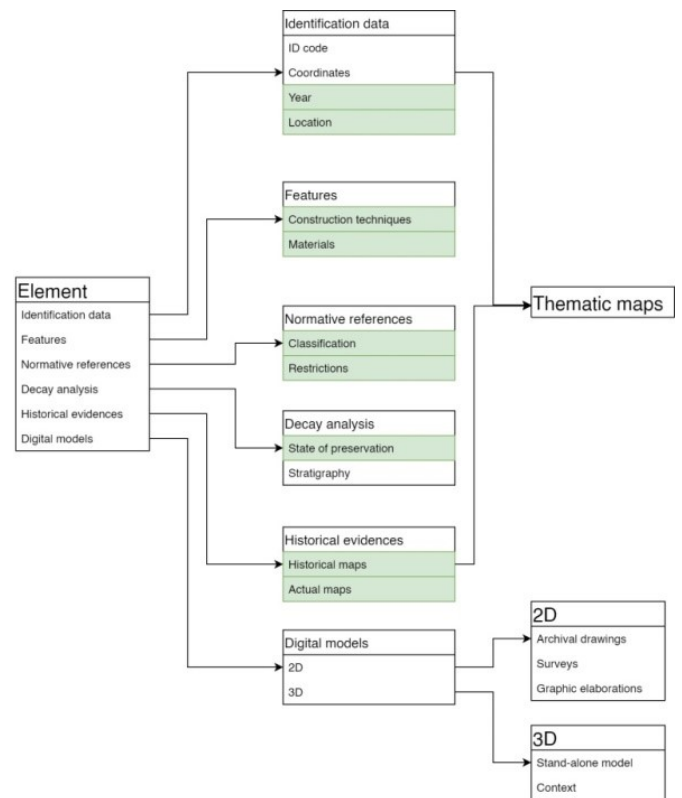 Identification data
ID code
Coordinates
Year
Location
Features
Construction techniques
Materials
Element
Identification data
Features
Normative references
Decay analysis
Historical evidences
Digital models
Normative references
Classification
Restrictions
Thematic maps
Decay analysis
State of preservation
Stratigraphy
Historical evidences
Historical maps
Actual maps
Digital models
2D
3D
2D
Archival drawings
Surveys
Graphic elaborations
3D
Stand-alone model
Context